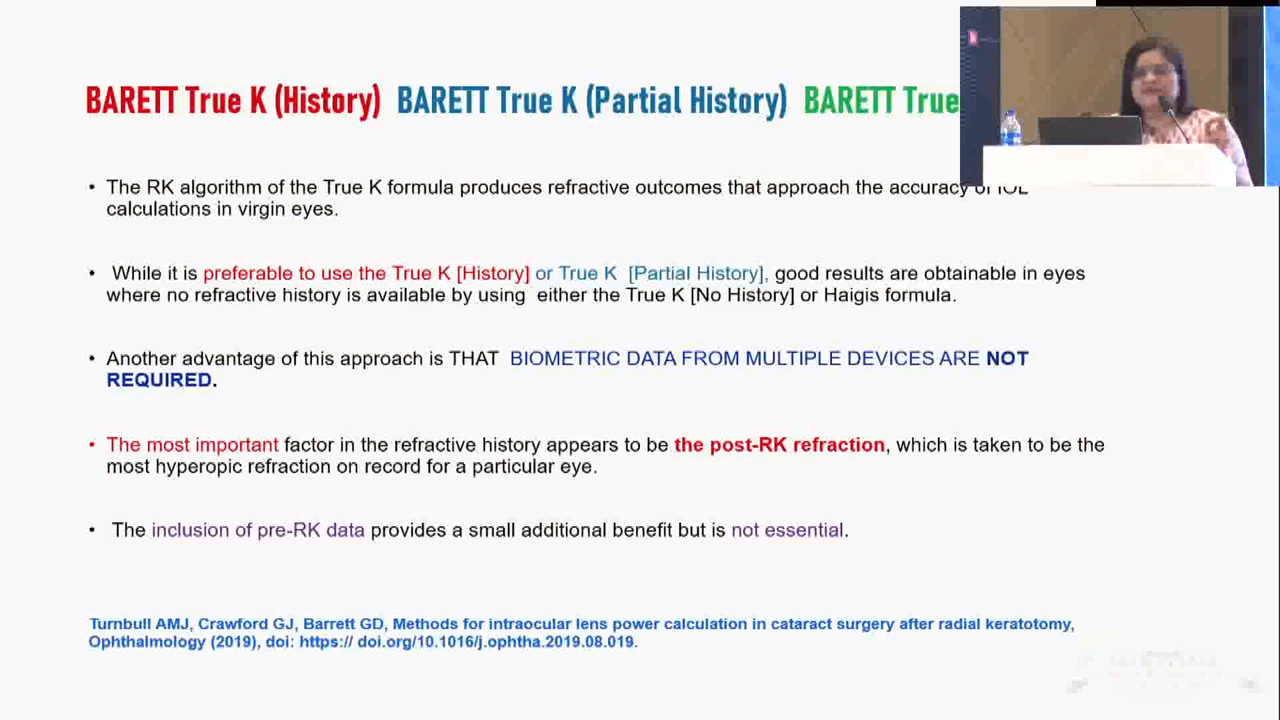 BARETT True K (History) BARETT True K (Partial History) BARETT True
• The RK algorithm of the True K formula produces refractive outcomes that approach the accuracy of IOL
calculations in virgin eyes.
• While it is preferable to use the True K [History] or True K [Partial History], good results are obtainable in eyes
where no refractive history is available by using either the True K [No History] or Haigis formula.
• Another advantage of this approach is THAT BIOMETRIC DATA FROM MULTIPLE DEVICES ARE NOT
REQUIRED.
• The most important factor in the refractive history appears to be the post-RK refraction, which is taken to be the
most hyperopic refraction on record for a particular eye.
• The inclusion of pre-RK data provides a small additional benefit but is not essential.
Turnbull AMJ, Crawford GJ, Barrett GD, Methods for intraocular lens power calculation in cataract surgery after radial keratotomy,
Ophthalmology (2019), doi: https:// doi.org/10.1016/j.ophtha.2019.08.019.